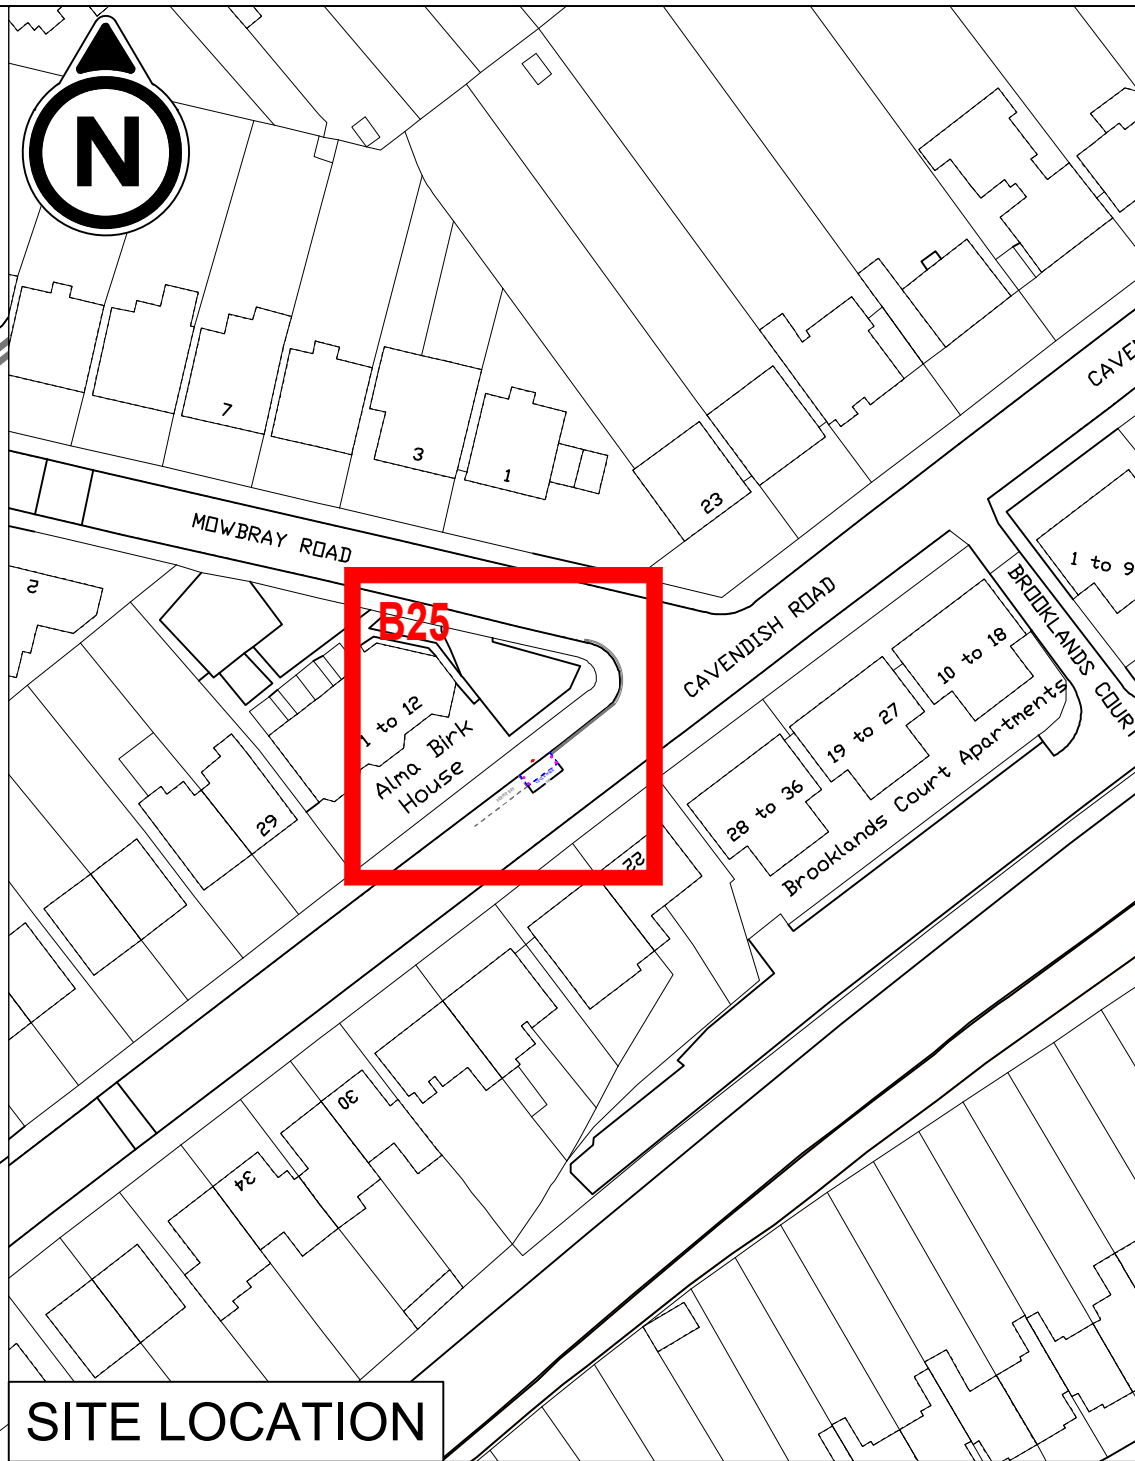 N
CAVE
7
3
1
23
1 to 9
MOWBRAY ROAD
2
B25
CAVENDISH ROAD
BROOKLANDS COUR
10 to 18
19 to 27
28 to 36
Brooklands Court Apartments
1 to 12
Alma Birk
House
29
22
30
34
SITE LOCATION